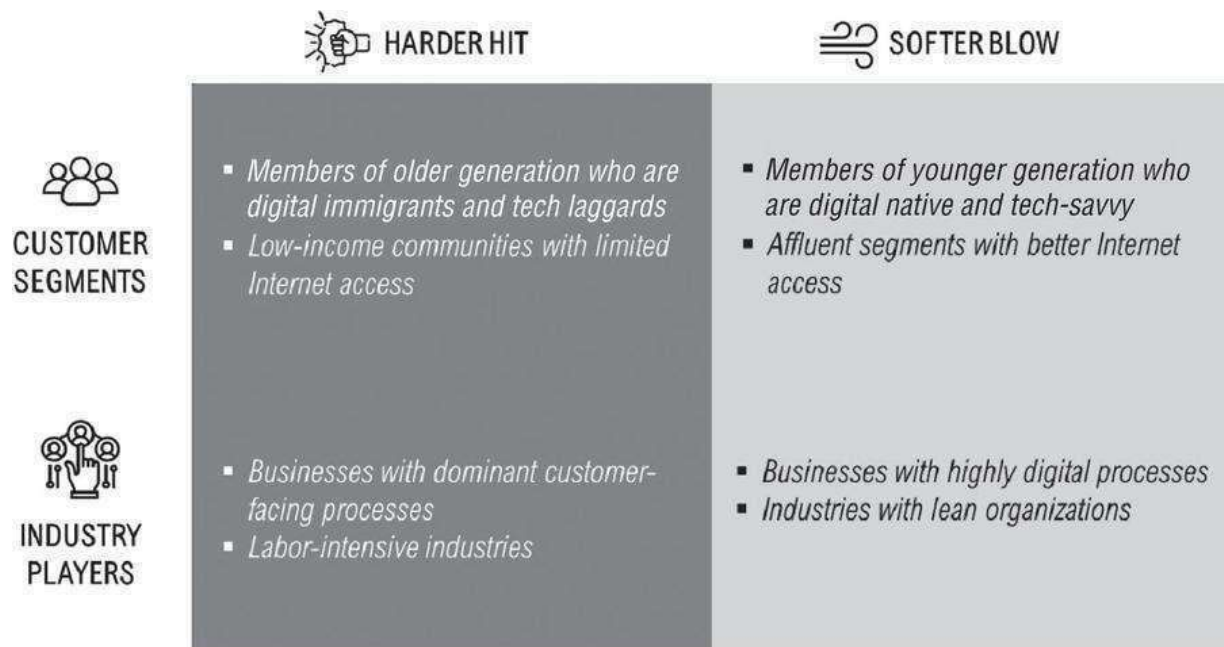 HARDER HIT
SOFTER BLOW
CUSTOMER
SEGMENTS
▪ Members of older generation who are
digital immigrants and tech laggards
▪ Low-income communities with limited
Internet access
▪ Members of younger generation who
are digital native and tech-savvy
▪ Affluent segments with better Internet
access
INDUSTRY
PLAYERS
▪ Businesses with dominant customer-
facing processes
▪ Labor-intensive industries
▪ Businesses with highly digital processes
▪ Industries with lean organizations